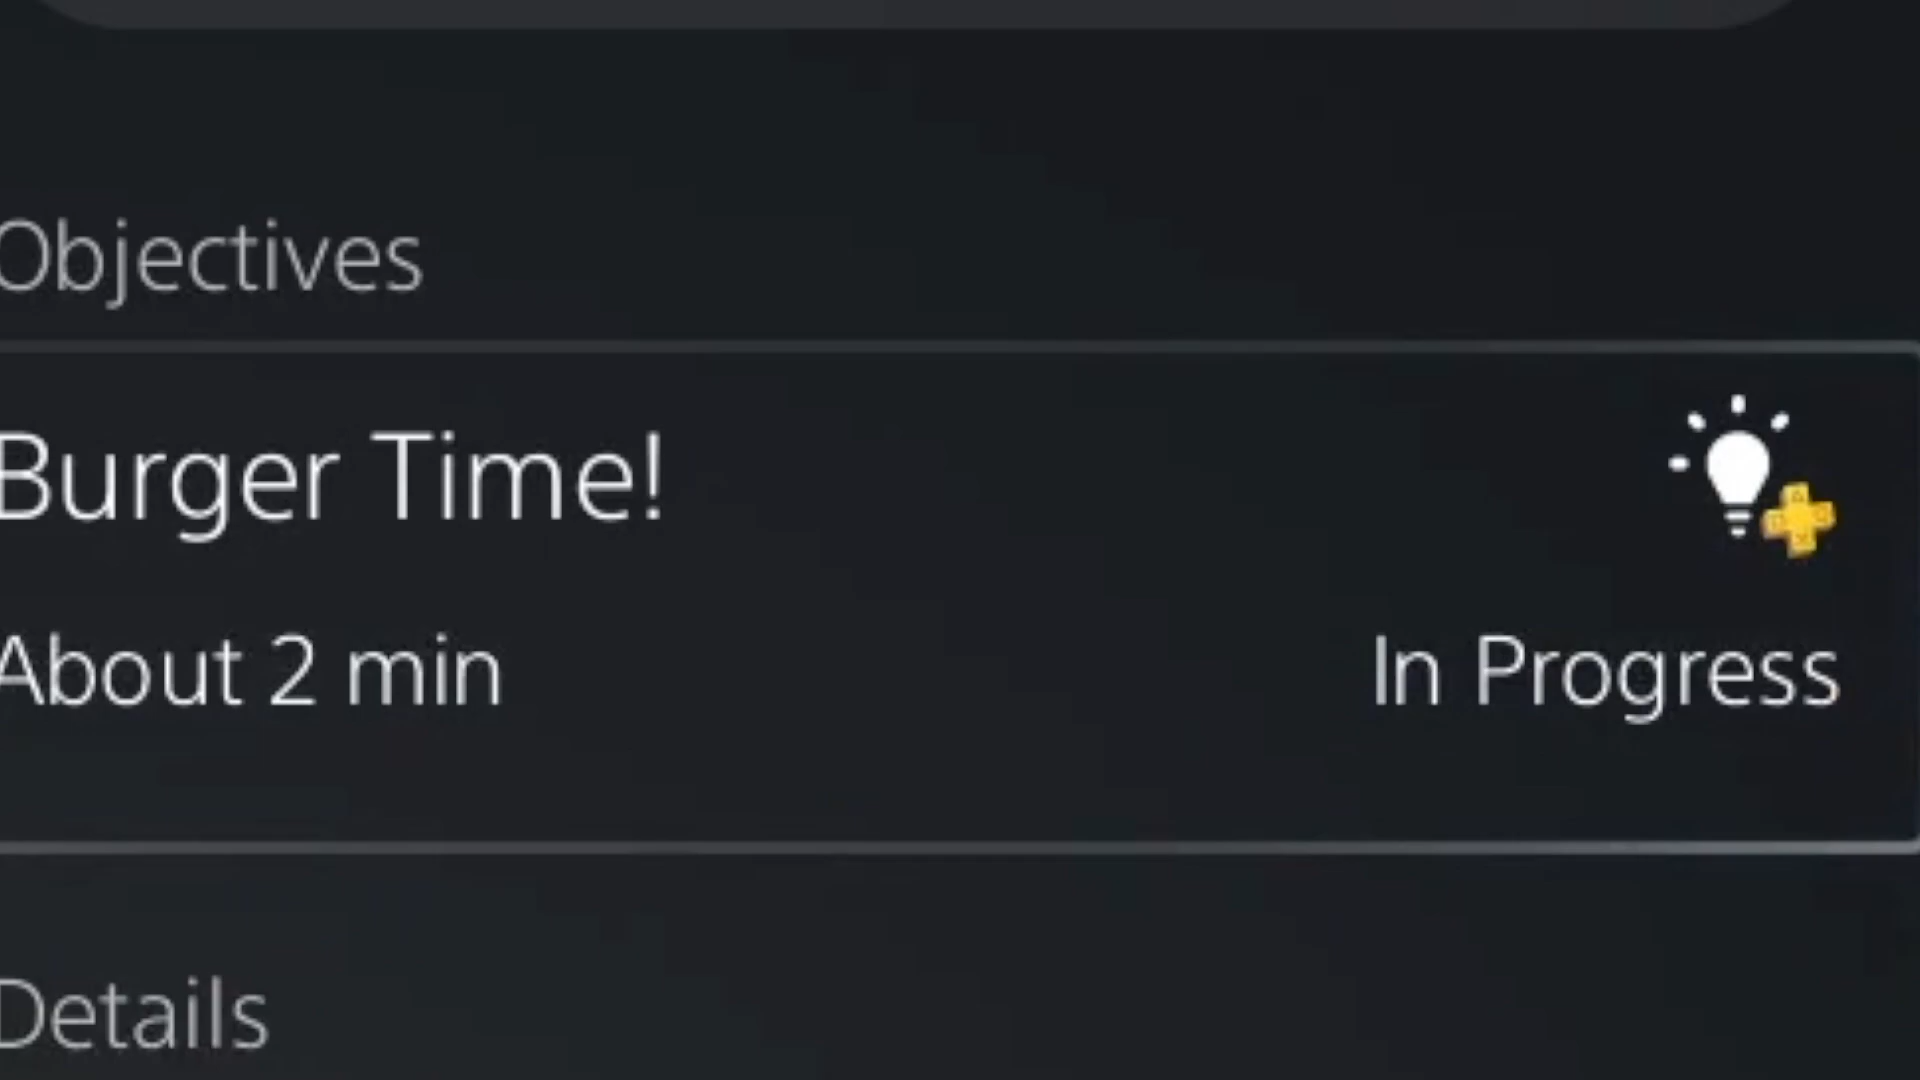 Objectives
Burger Time!
About 2 min
In Progress
Details